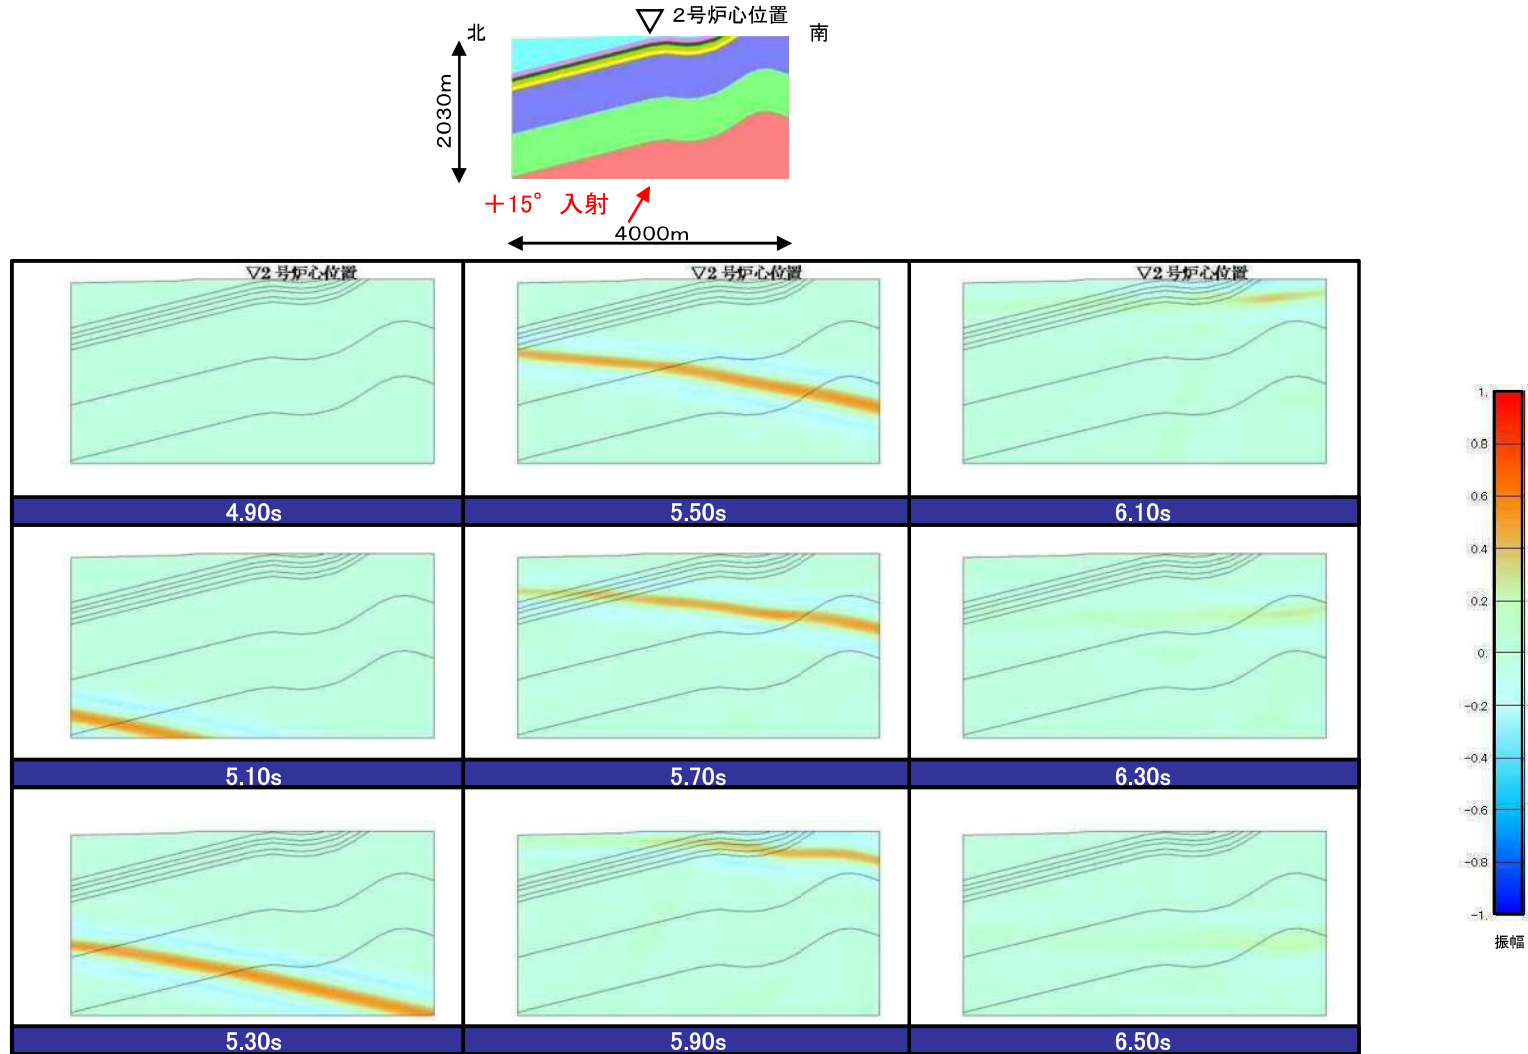 2号炉心位置
北
南
2030m
＋15°入射
4000m
▽2 号炉心位置
▽2 号炉心位置
▽2 号炉心位置
4.90s
5.50s
6.10s
5.10s
5.70s
6.30s
5.30s
5.90s
6.50s
1.
0.8
0.6
0.4
0.2
0.
-0.2
-0.4
-0.6
-0.8
-1.
振幅